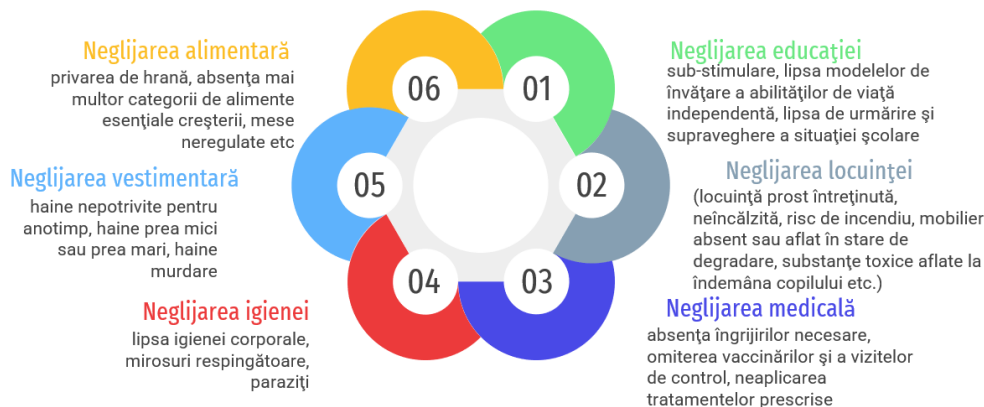 Neglijarea alimentară
privarea de hrană, absenţa mai
multor categorii de alimente
esenţiale creşterii, mese
neregulate etc
06
01
Neglijarea educaţiei
sub-stimulare, lipsa modelelor de
învăţare a abilităţilor de viaţă
independentă, lipsa de urmărire şi
supraveghere a situaţiei şcolare
Neglijarea vestimentară
haine nepotrivite pentru
anotimp, haine prea mici
sau prea mari, haine
murdare
05
02
Neglijarea locuinţei
(locuinţă prost întreţinută,
neîncălzită, risc de incendiu, mobilier
absent sau aflat în stare de
degradare, substanţe toxice aflate la
îndemâna copilului etc.)
Neglijarea igienei
lipsa igienei corporale,
mirosuri respingătoare,
paraziţi
04
03
Neglijarea medicală
absenţa îngrijirilor necesare,
omiterea vaccinărilor şi a vizitelor
de control, neaplicarea
tratamentelor prescrise